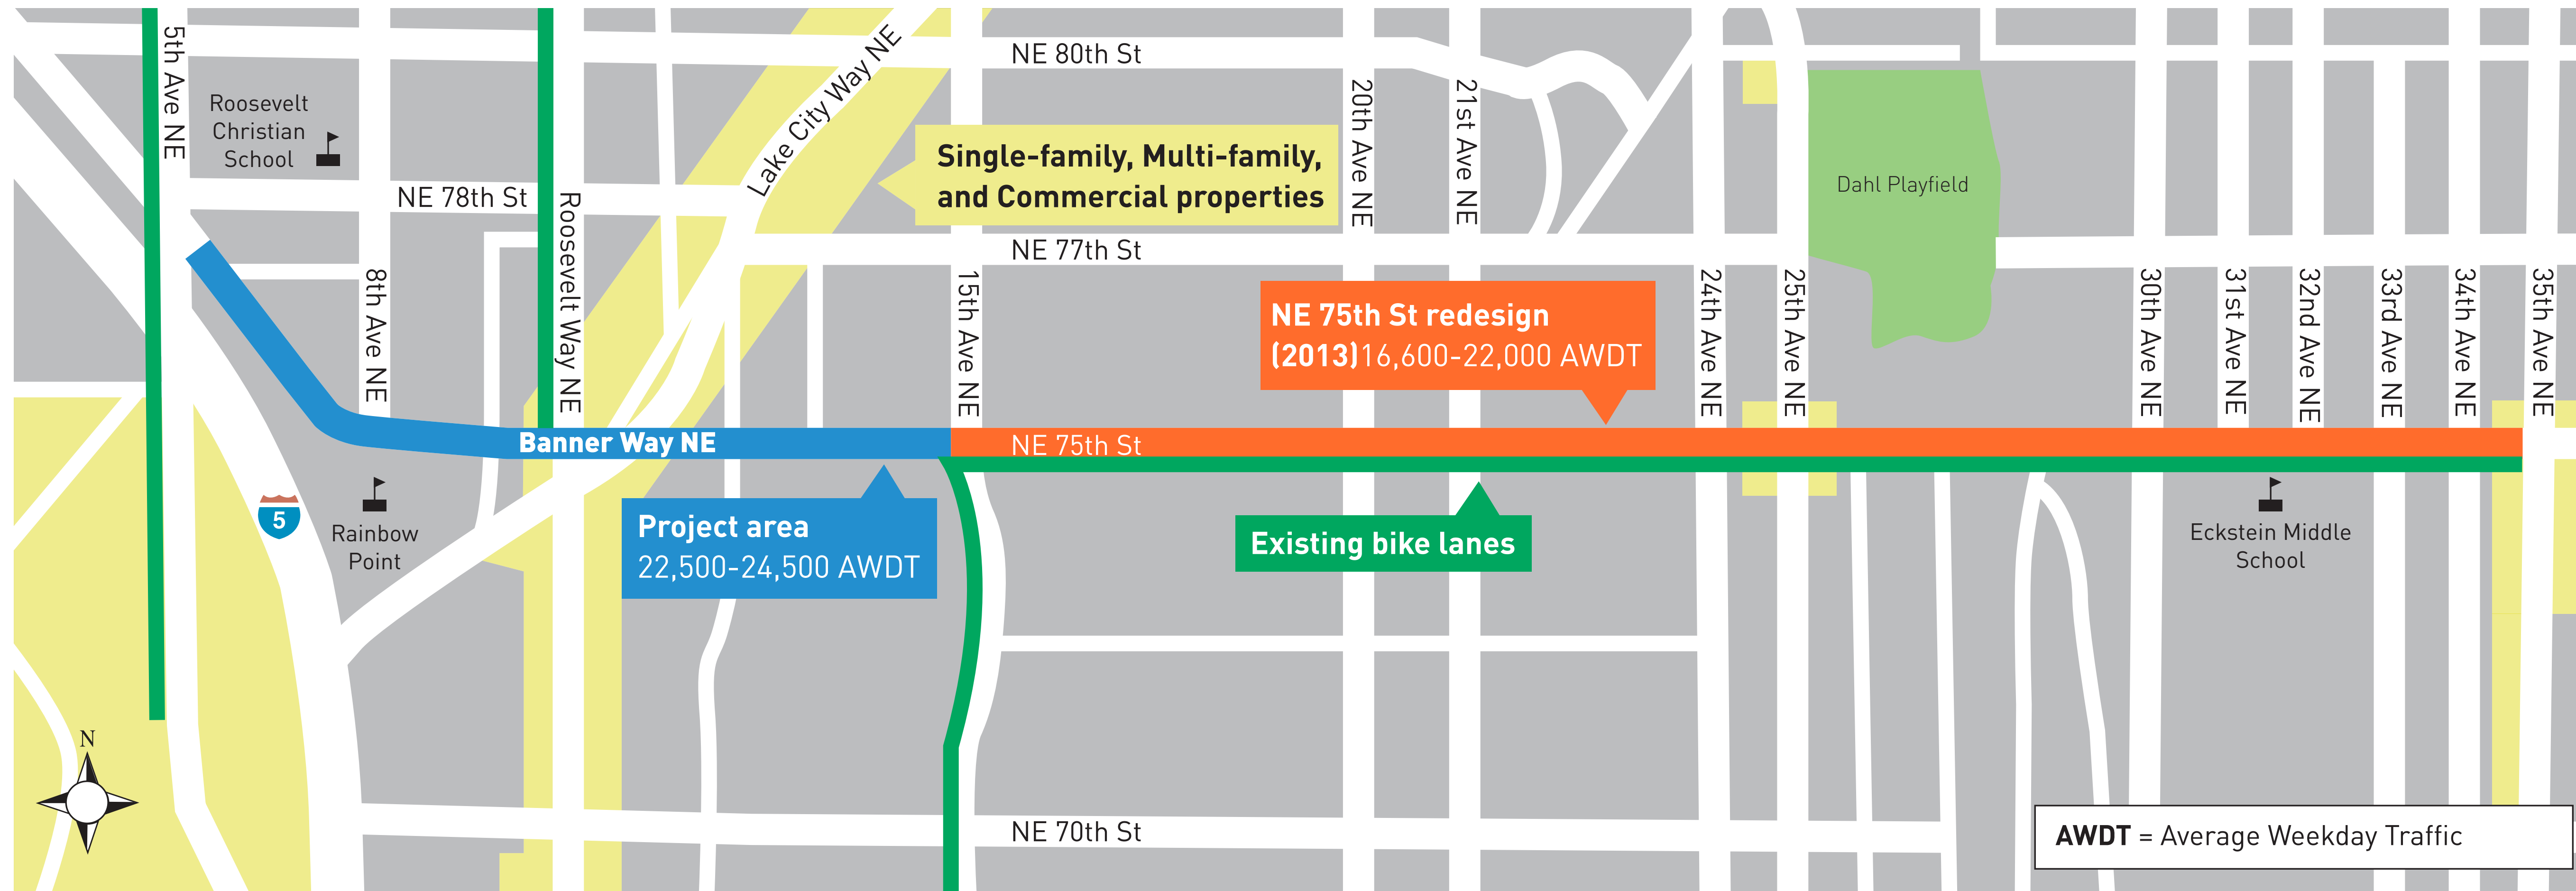 5th Ave NE
Roosevelt
Christian
School
NE 78th St
8th Ave NE
Roosevelt Way NE
Lake City Way NE
NE 80th St
Single-family, Multi-family,
and Commercial properties
NE 77th St
15th Ave NE
20th Ave NE
21st Ave NE
NE 75th St redesign
(2013)16,600-22,000 AWDT
24th Ave NE
25th Ave NE
Dahl Playfield
30th Ave NE
31st Ave NE
32nd Ave NE
33rd Ave NE
34th Ave NE
35th Ave NE
Banner Way NE
NE 75th St
5
Rainbow
Point
Project area
22,500-24,500 AWDT
Existing bike lanes
Eckstein Middle
School
N
NE 70th St
AWDT = Average Weekday Traffic